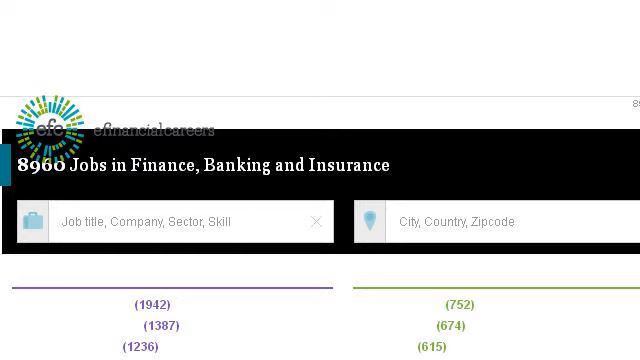 efc efinancialcareers
8960 Jobs in Finance, Banking and Insurance
Job title, Company, Sector, Skill
City, Country, Zipcode
(1942)
(752)
(1387)
(674)
(1236)
(615)